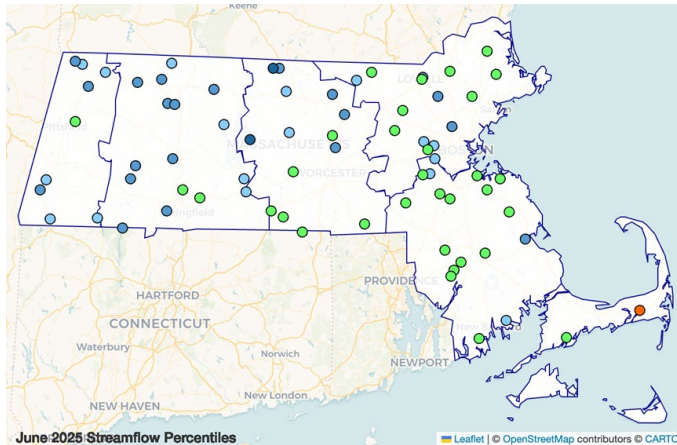 Keene
LOWELL
Pittsfield
MASSACHUSETTS
BOSTON
WORCESTER
Springfield
HARTFORD
PROVIDENCE
CONNECTICUT
Waterbury
Norwich
NEWPORT
New London
NEW HAVEN
June 2025 Streamflow Percentiles
Leaflet | © OpenStreetMap contributors © CARTO